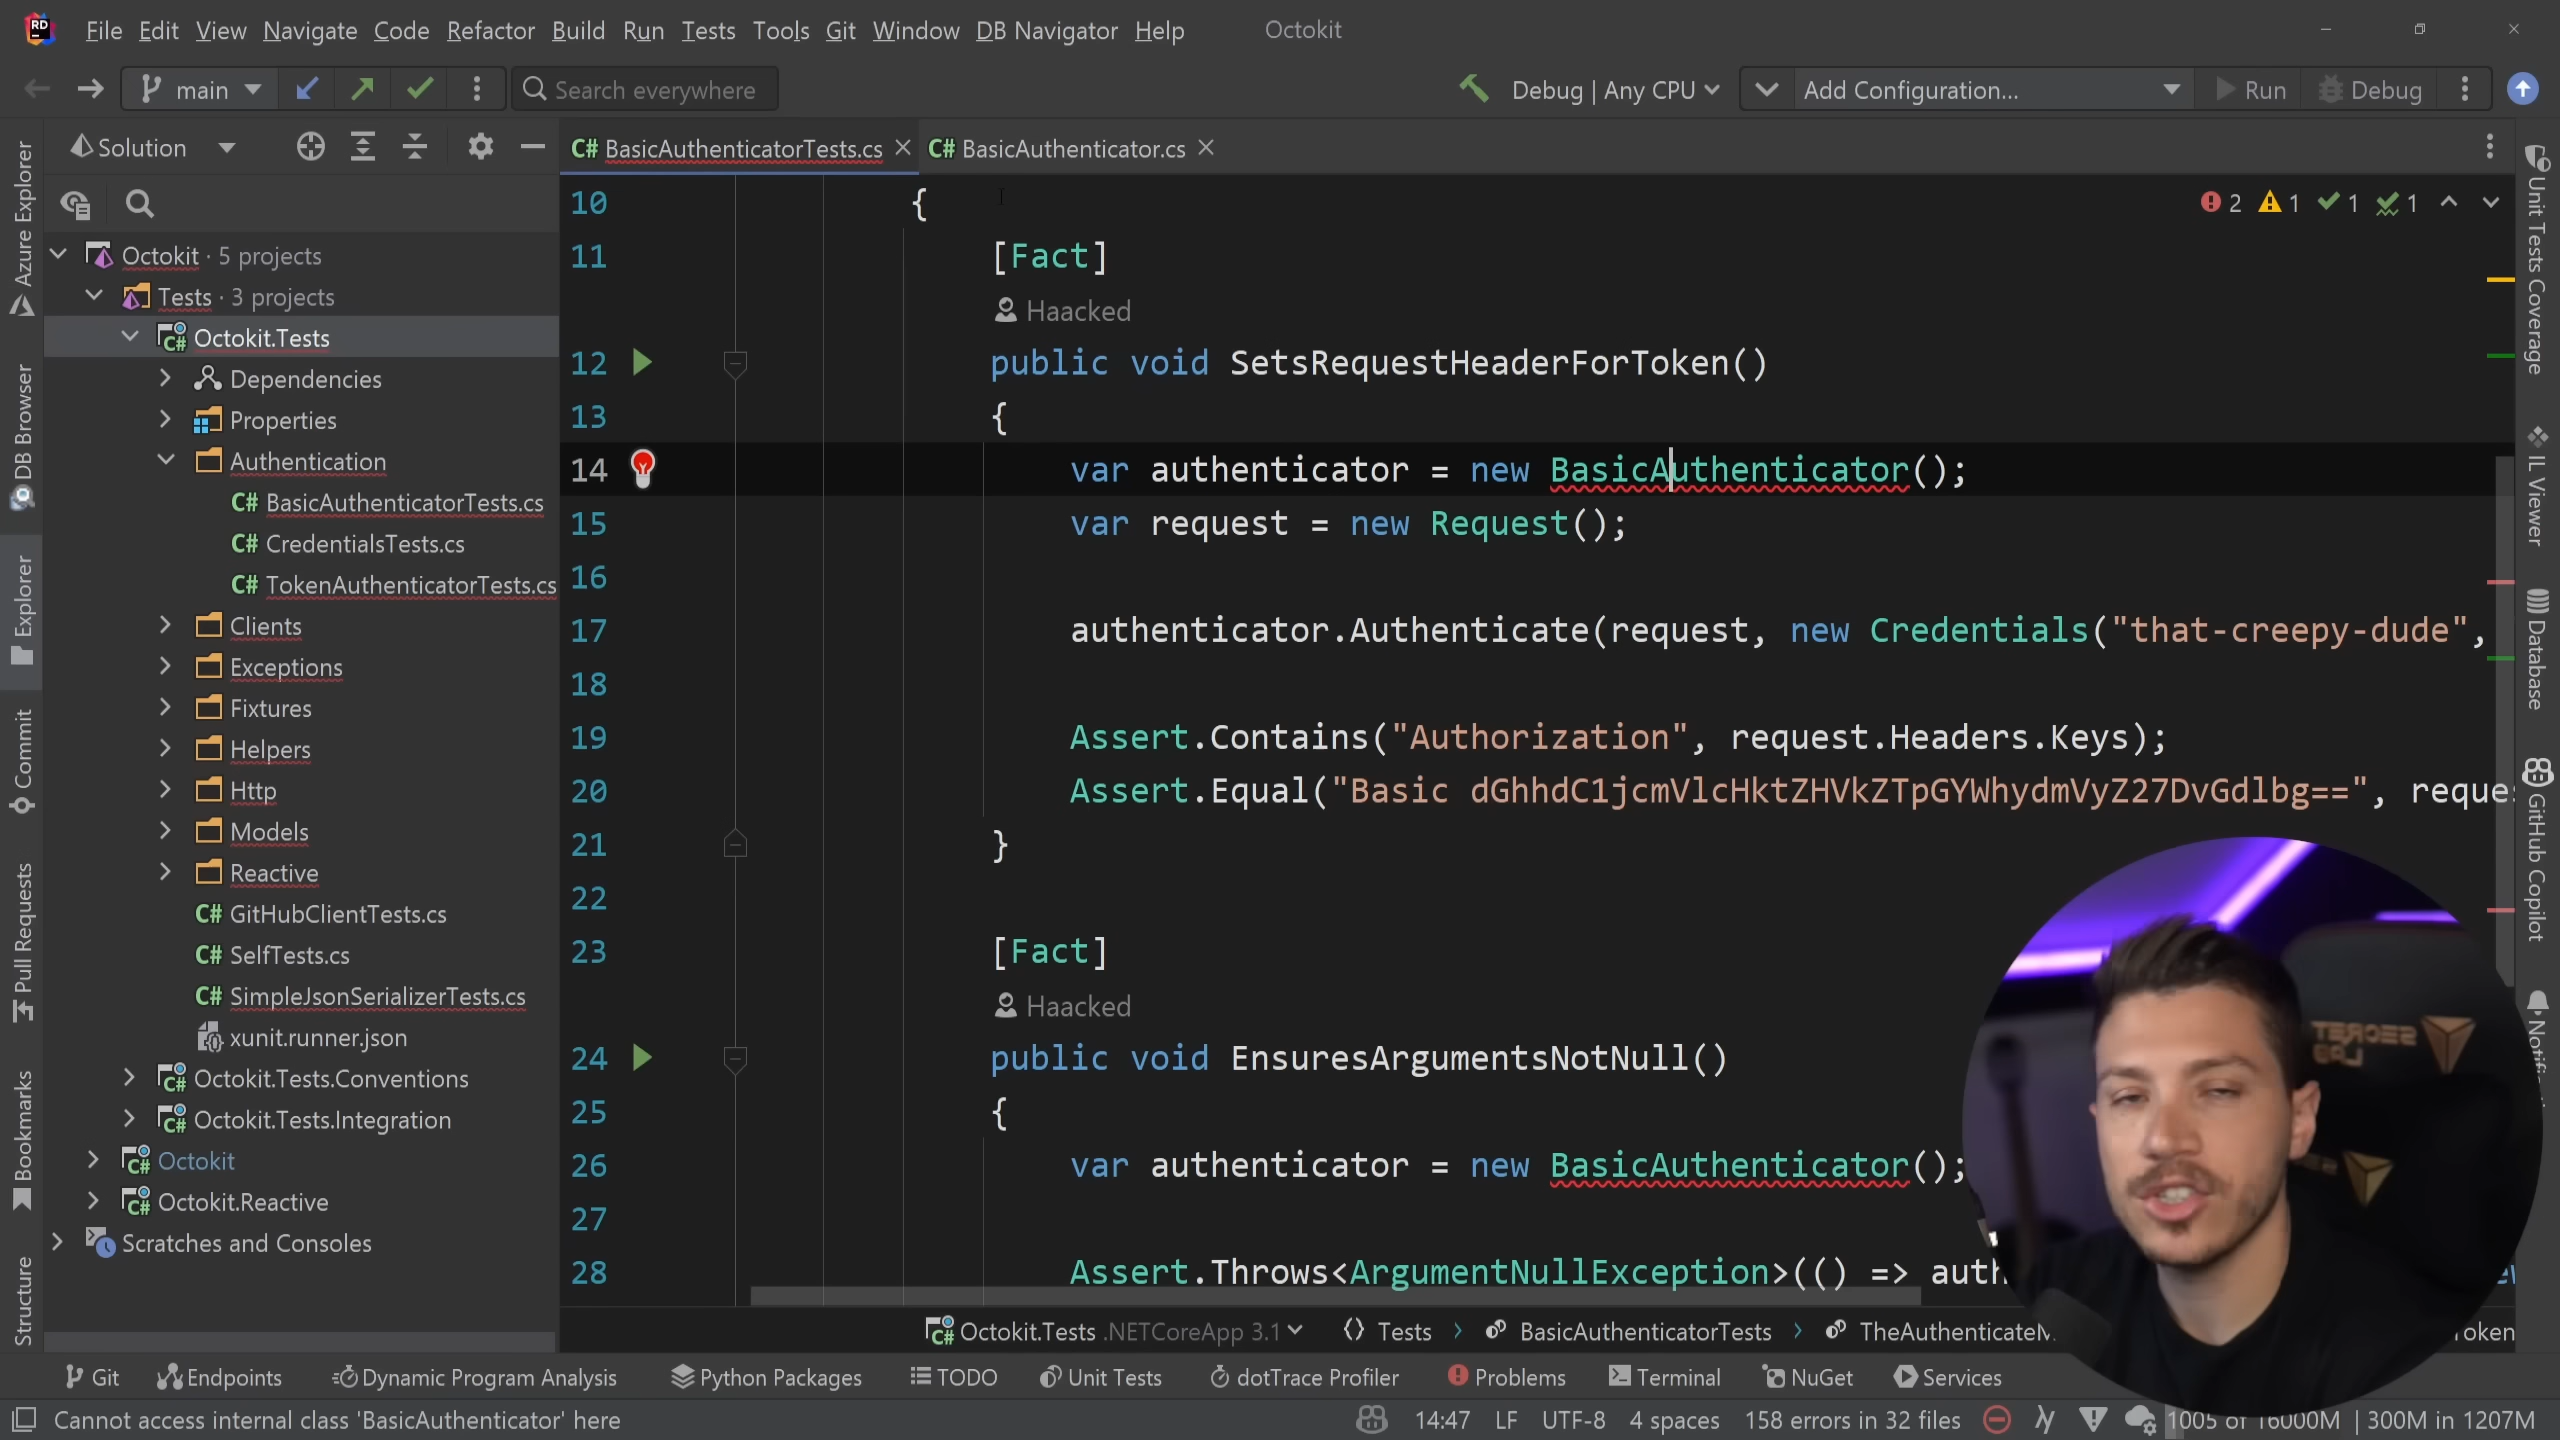 RD File Edit View Navigate Code Refactor Build Run Tests Tools Git Window DB Navigator Help Octokit
main Search everywhere Debug | Any CPU Add Configuration... Run Debug
Solution
C# BasicAuthenticatorTests.cs C# BasicAuthenticator.cs
Azure Explorer
DB Browser
Explorer
Commit
Pull Requests
Bookmarks
Structure
Octokit · 5 projects
Tests · 3 projects
C# Octokit.Tests
Dependencies
Properties
Authentication
C# BasicAuthenticatorTests.cs
C# CredentialsTests.cs
C# TokenAuthenticatorTests.cs
Clients
Exceptions
Fixtures
Helpers
Http
Models
Reactive
C# GitHubClientTests.cs
C# SelfTests.cs
C# SimpleJsonSerializerTests.cs
xunit.runner.json
C# Octokit.Tests.Conventions
C# Octokit.Tests.Integration
C# Octokit
C# Octokit.Reactive
Scratches and Consoles
2 1 1 1
10 {
11 [Fact]
Haacked
12 public void SetsRequestHeaderForToken()
13 {
14 var authenticator = new BasicAuthenticator();
15 var request = new Request();
16
17 authenticator.Authenticate(request, new Credentials("that-creepy-dude",
18
19 Assert.Contains("Authorization", request.Headers.Keys);
20 Assert.Equal("Basic dGhhdC1jcmVlcHktZHVkZTpGYWhydmVyZ27DvGdlbg==", reque
21 }
22
23 [Fact]
Haacked
24 public void EnsuresArgumentsNotNull()
25 {
26 var authenticator = new BasicAuthenticator();
27
28 Assert.Throws<ArgumentNullException>(() => auth
Unit Tests Coverage
IL Viewer
Database
GitHub Copilot
SECRET
LAB
C# Octokit.Tests .NETCoreApp 3.1 Tests BasicAuthenticatorTests TheAuthenticateM Token
Git Endpoints Dynamic Program Analysis Python Packages TODO Unit Tests dotTrace Profiler Problems Terminal NuGet Services
Cannot access internal class 'BasicAuthenticator' here 14:47 LF UTF-8 4 spaces 158 errors in 32 files 1005 of 16000M | 300M in 1207M